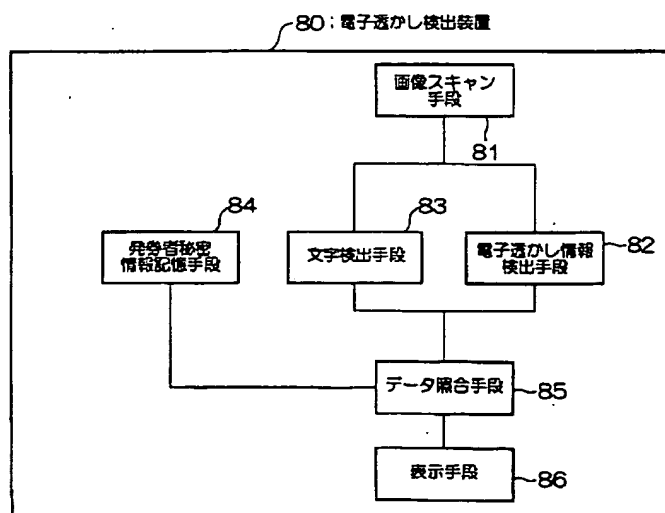 80；電子透かし検出装置
画像スキャン
手段
81
84
83
82
発券者秘密
情報記憶手段
文字検出手段
電子透かし情報
検出手段
データ照合手段
85
表示手段
86